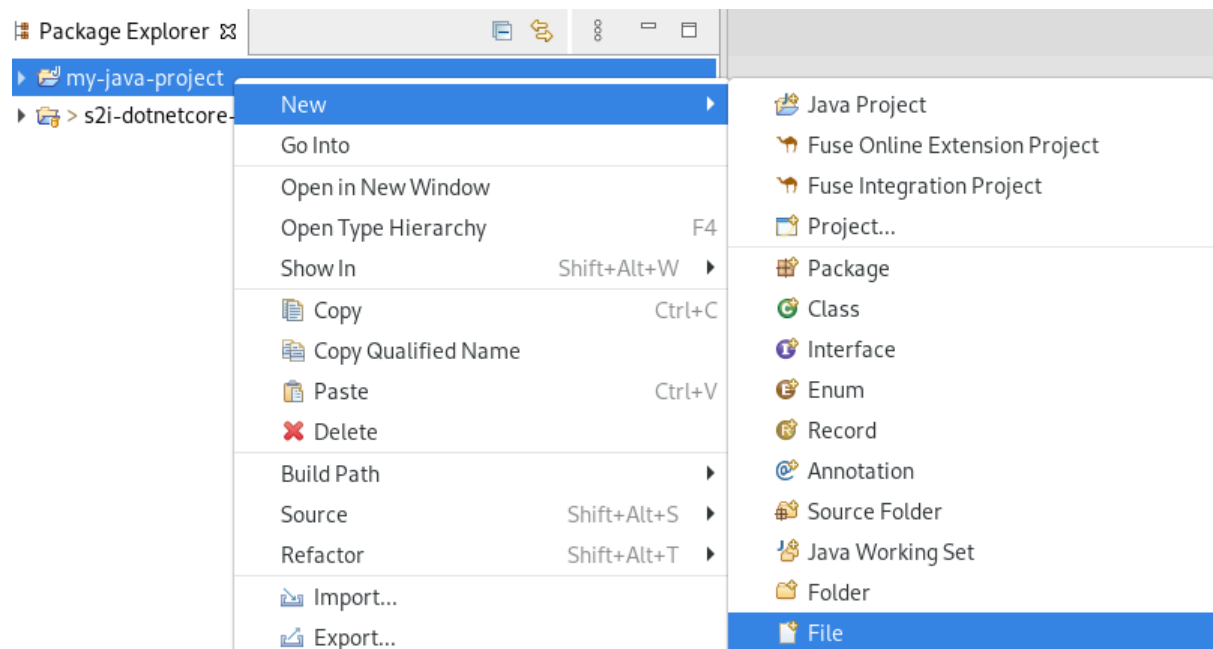 Package Explorer
my-java-project
> s2i-dotnetcore-
New
Go Into
Open in New Window
Open Type Hierarchy F4
Show In Shift+Alt+W
Copy Ctrl+C
Copy Qualified Name
Paste Ctrl+V
Delete
Build Path
Source Shift+Alt+S
Refactor Shift+Alt+T
Import...
Export...
Java Project
Fuse Online Extension Project
Fuse Integration Project
Project...
Package
Class
Interface
Enum
Record
Annotation
Source Folder
Java Working Set
Folder
File